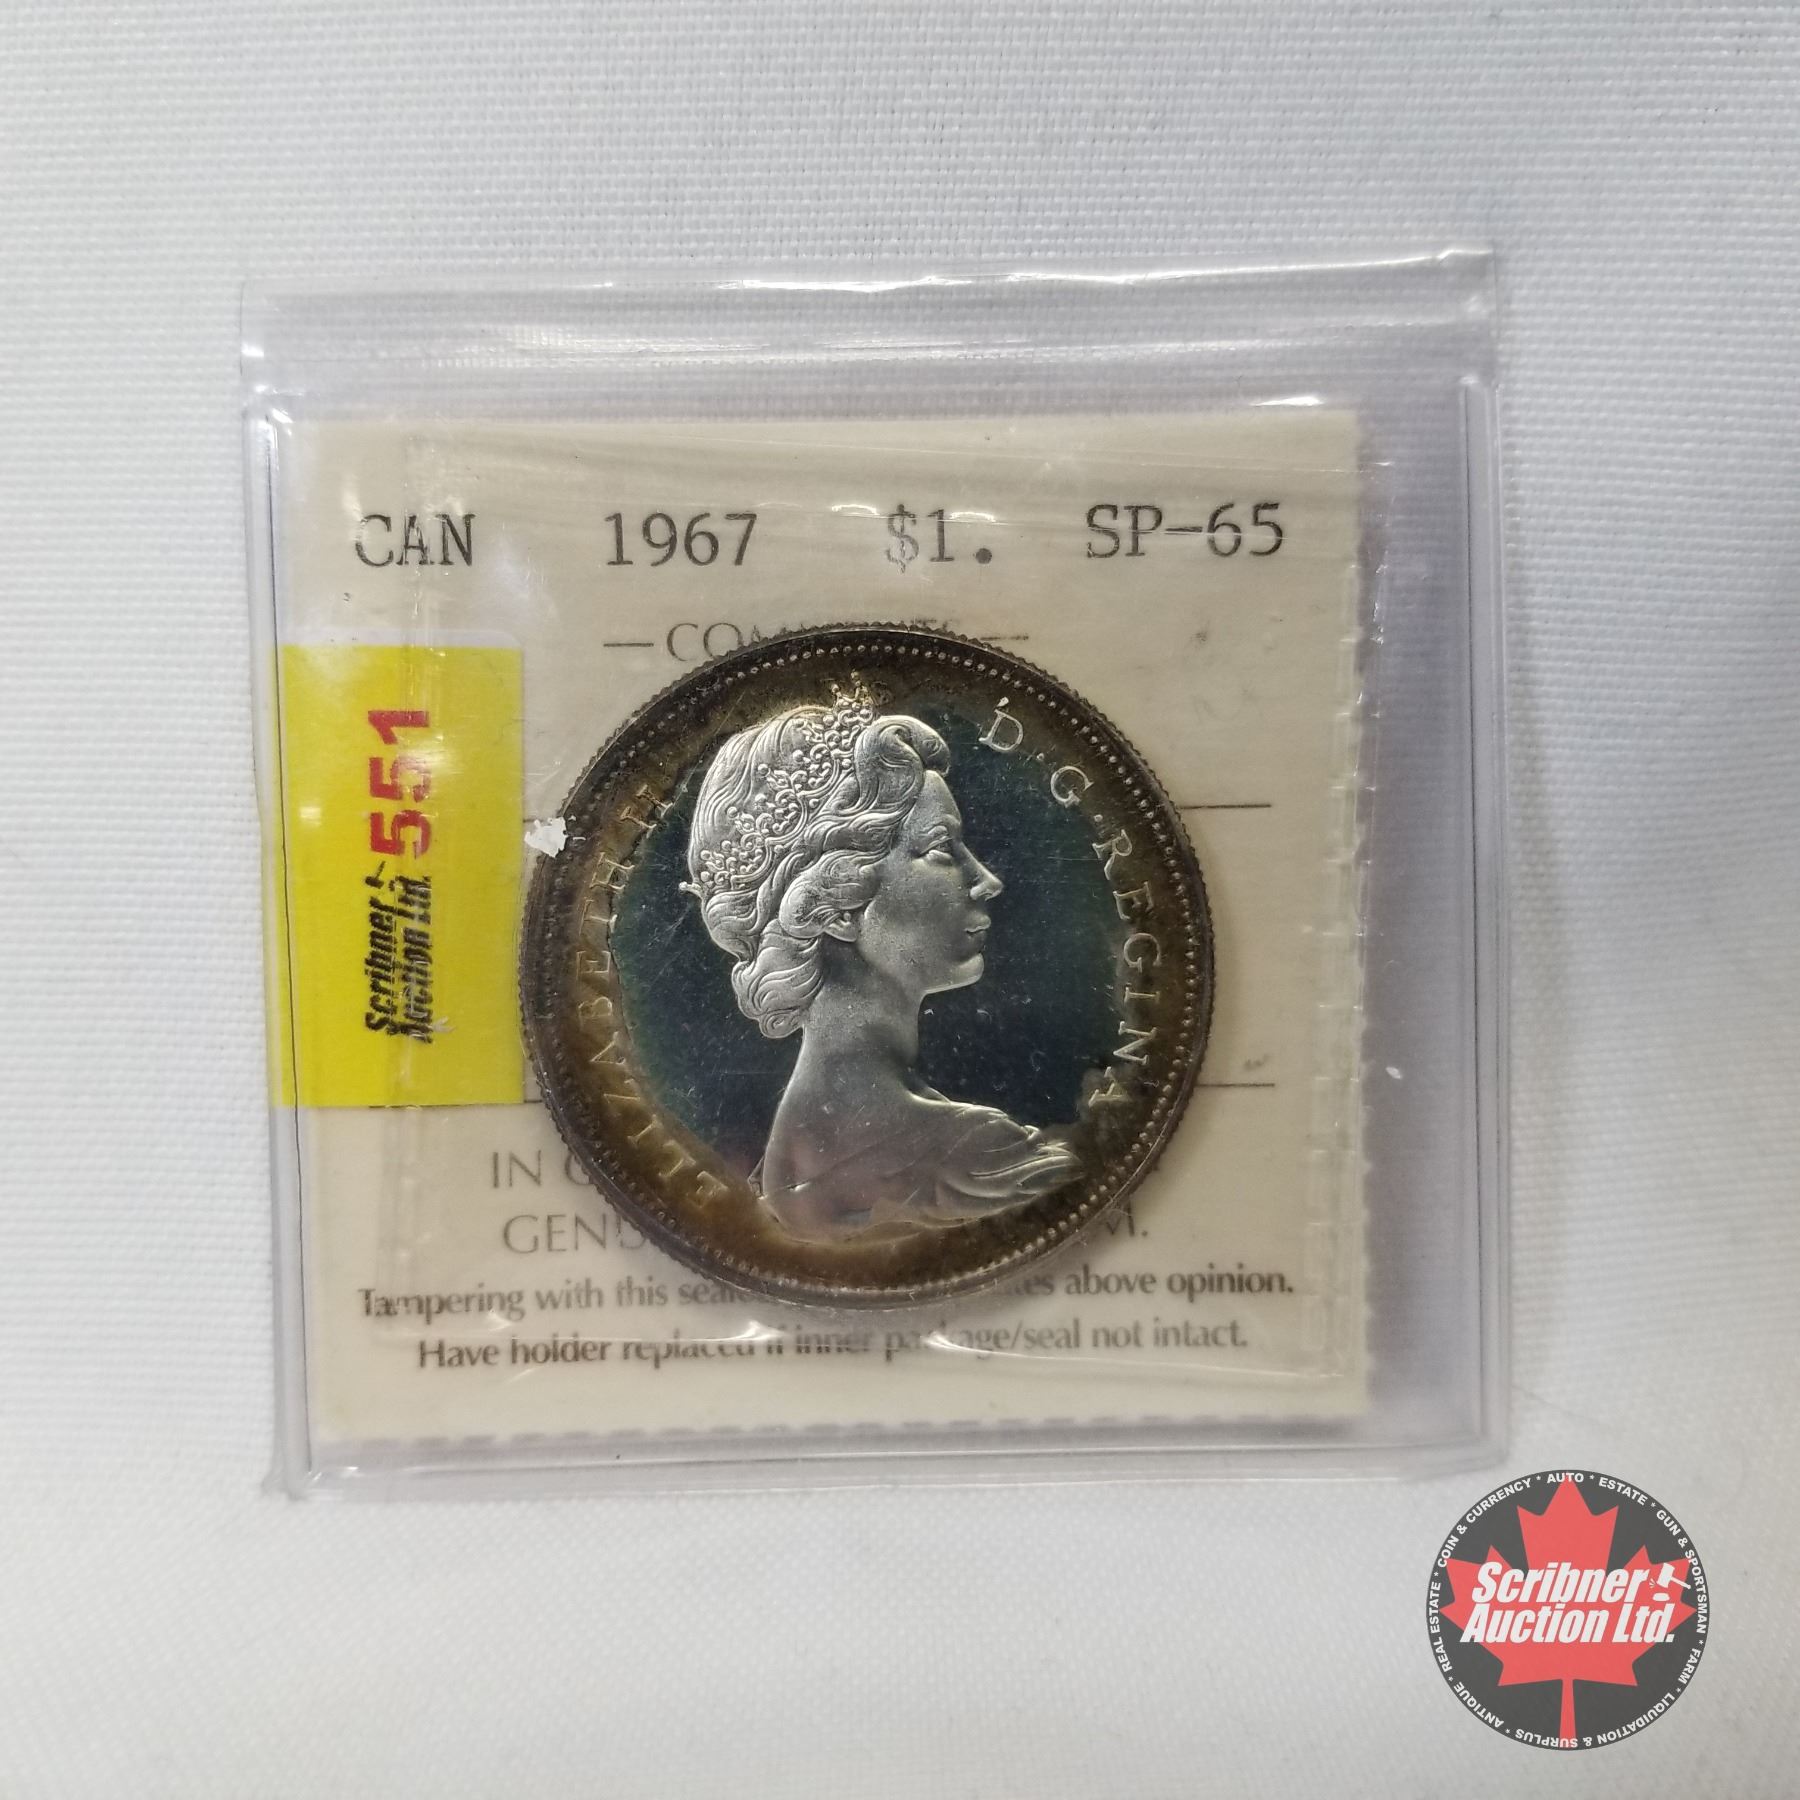 CAN 1967 $1. SP-65
551
Scribner
Auction Ltd.
ELIZABETH II D. G. REGINA
IN
Tampering with this above opinion.
Have holder replaced if inner package/seal not intact.
REAL ESTATE * COIN & CURRENCY * AUTO * ESTATE * GUN & SPORTSMAN * FARM * LIQUIDATION & SURPLUS * ANTIQUE *
Scribner
Auction Ltd.